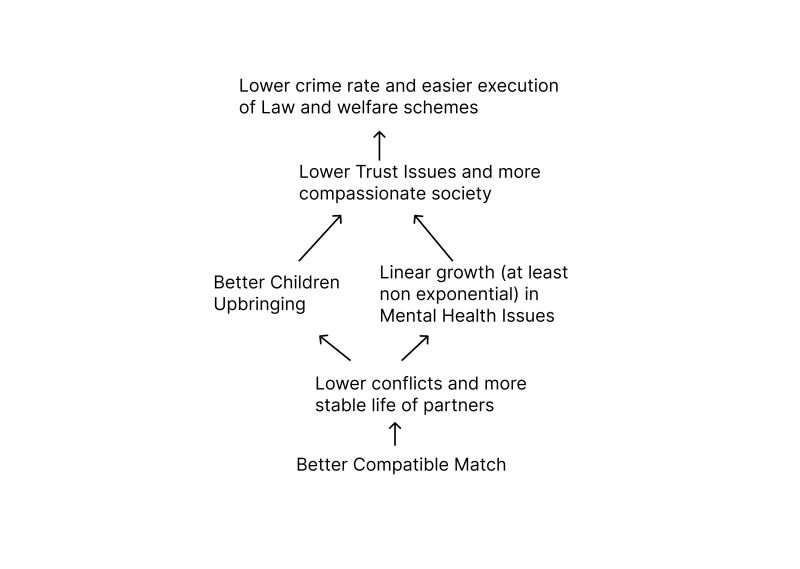 Lower crime rate and easier execution
of Law and welfare schemes
Lower Trust Issues and more
compassionate society
Better Children
Upbringing
Linear growth (at least
non exponential) in
Mental Health Issues
Lower conflicts and more
stable life of partners
Better Compatible Match